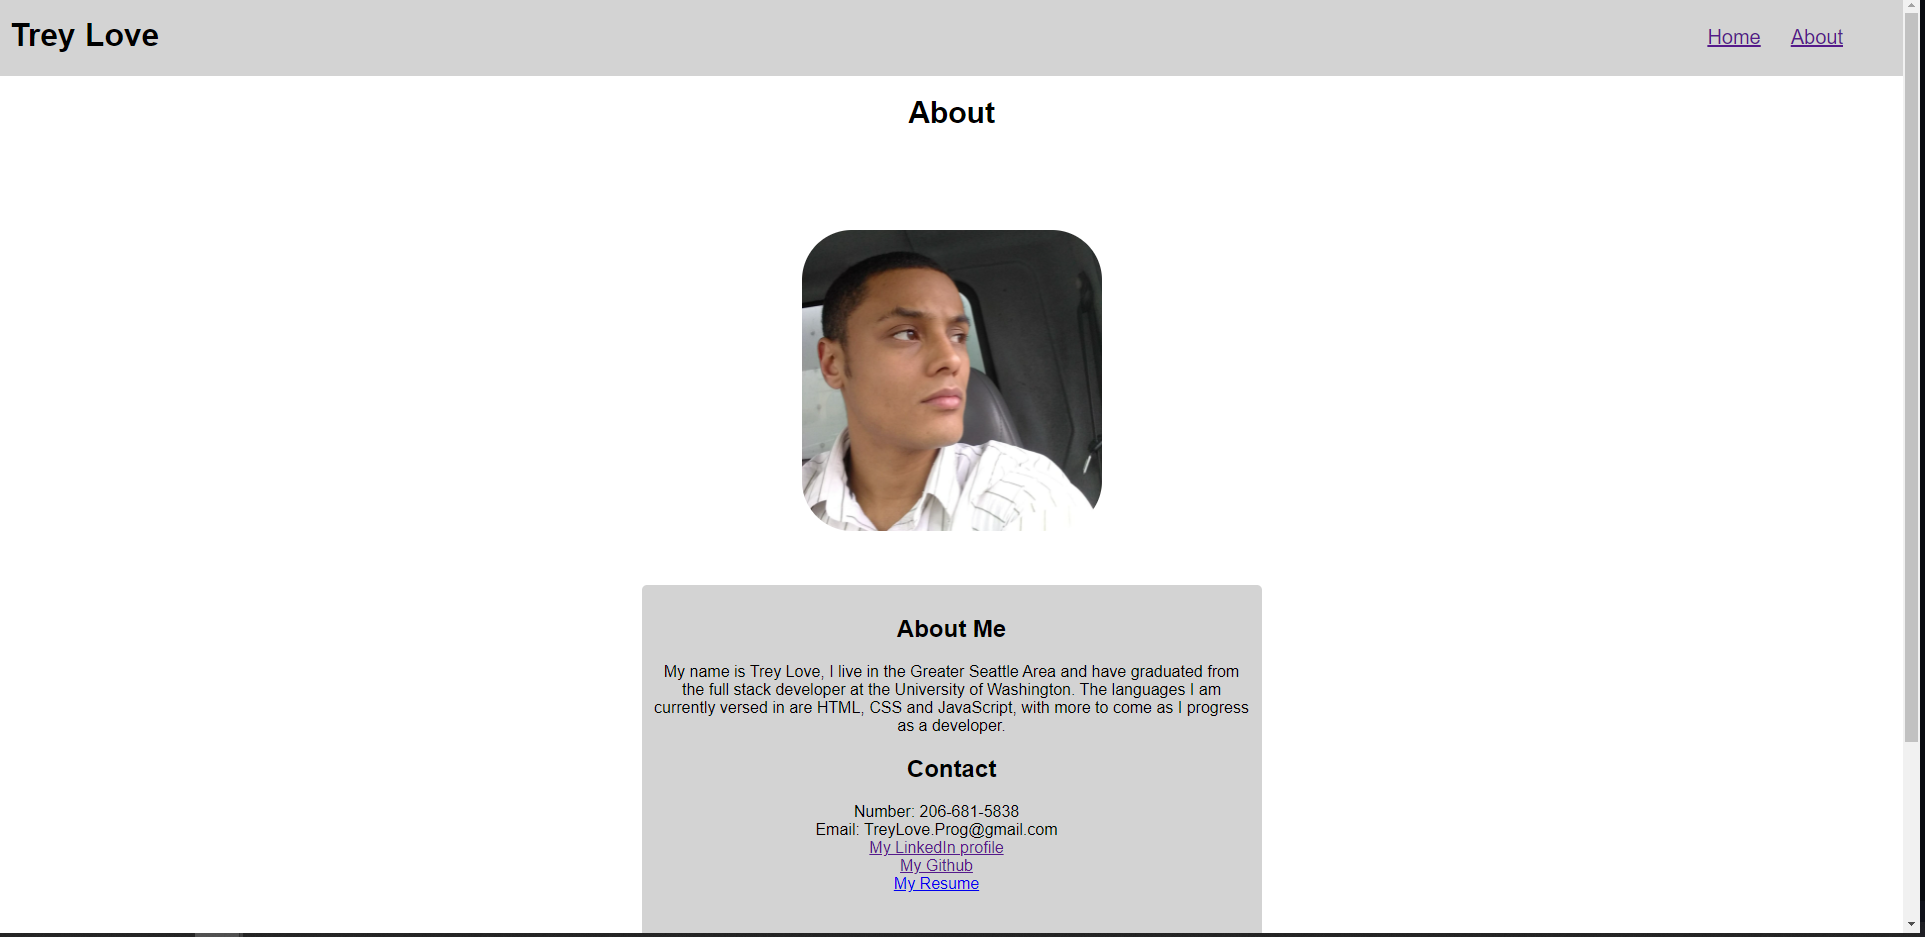 Trey Love
Home About
About
About Me
My name is Trey Love, I live in the Greater Seattle Area and have graduated from
the full stack developer at the University of Washington. The languages I am
currently versed in are HTML, CSS and JavaScript, with more to come as I progress
as a developer.
Contact
Number: 206-681-5838
Email: TreyLove.Prog@gmail.com
My LinkedIn profile
My Github
My Resume